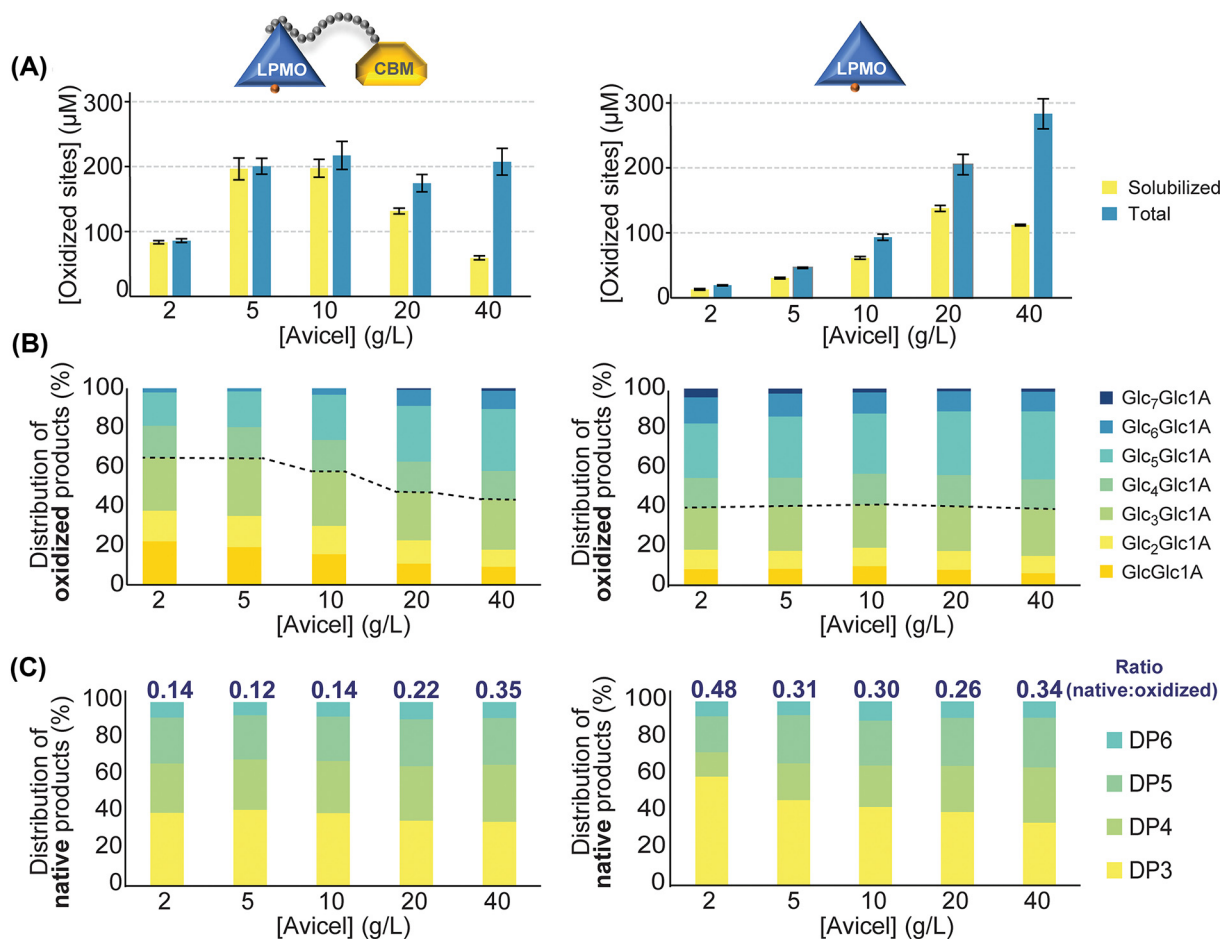 (A)
LPMO
CBM
LPMO
[Oxidized sites] (µM)
300
200
100
0
2 5 10 20 40
[Avicel] (g/L)
[Oxidized sites] (µM)
300
200
100
0
2 5 10 20 40
[Avicel] (g/L)
Solubilized
Total
(B)
Distribution of
oxidized products (%)
100
80
60
40
20
0
2 5 10 20 40
[Avicel] (g/L)
Distribution of
oxidized products (%)
100
80
60
40
20
0
2 5 10 20 40
[Avicel] (g/L)
Glc₇Glc1A
Glc₆Glc1A
Glc₅Glc1A
Glc₄Glc1A
Glc₃Glc1A
Glc₂Glc1A
GlcGlc1A
(C)
Distribution of
native products (%)
100
80
60
40
20
0
0.14 0.12 0.14 0.22 0.35
2 5 10 20 40
[Avicel] (g/L)
Distribution of
native products (%)
100
80
60
40
20
0
0.48 0.31 0.30 0.26 0.34
2 5 10 20 40
[Avicel] (g/L)
Ratio
(native:oxidized)
DP6
DP5
DP4
DP3